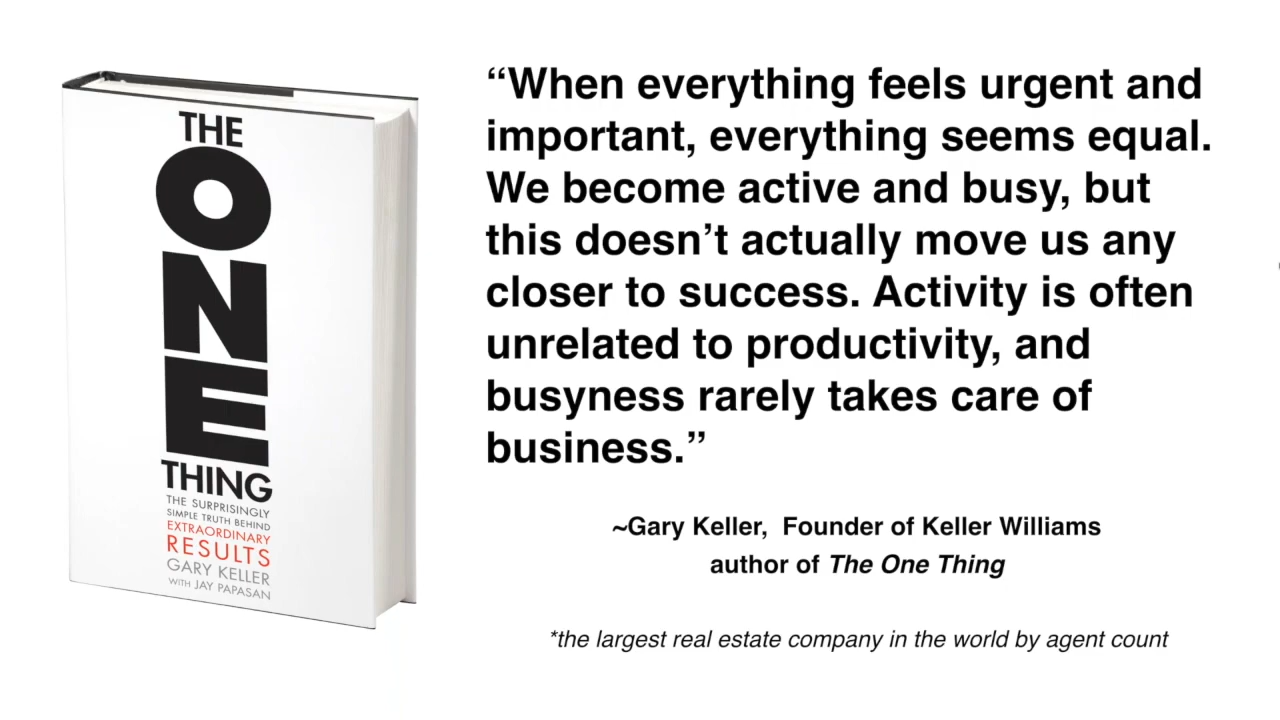 THE
ONE
THING
THE SURPRISINGLY
SIMPLE TRUTH BEHIND
EXTRAORDINARY
RESULTS
GARY KELLER
WITH JAY PAPASAN
“When everything feels urgent and
important, everything seems equal.
We become active and busy, but
this doesn’t actually move us any
closer to success. Activity is often
unrelated to productivity, and
busyness rarely takes care of
business.”
~Gary Keller,  Founder of Keller Williams
author of The One Thing
*the largest real estate company in the world by agent count